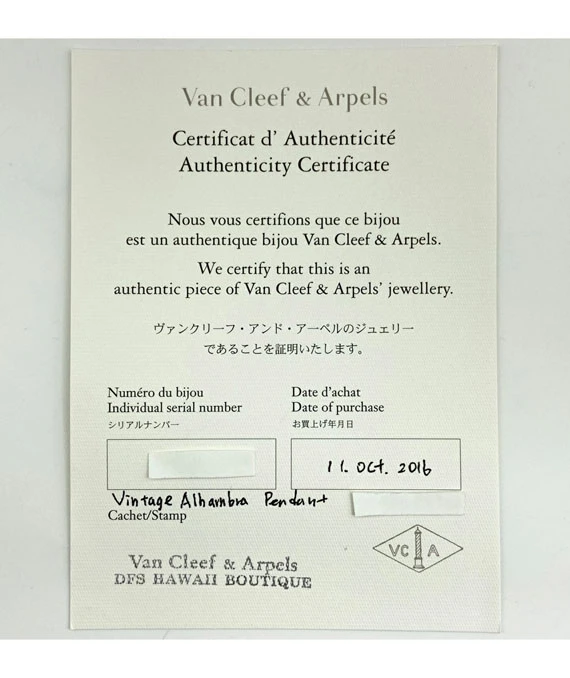 Van Cleef & Arpels
Certificat d' Authenticité
Authenticity Certificate
Nous vous certifions que ce bijou
est un authentique bijou Van Cleef & Arpels.
We certify that this is an
authentic piece of Van Cleef & Arpels' jewellery.
ヴァンクリーフ・アンド・アーペルのジュエリー
であることを証明いたします。
Numéro du bijou
Individual serial number
シリアルナンバー
Date d'achat
Date of purchase
お買上げ年月日
11. OCT. 2016
Vintage Alhambra Pendant
Cachet/Stamp
Van Cleef & Arpels
DFS HAWAII BOUTIQUE
VC A